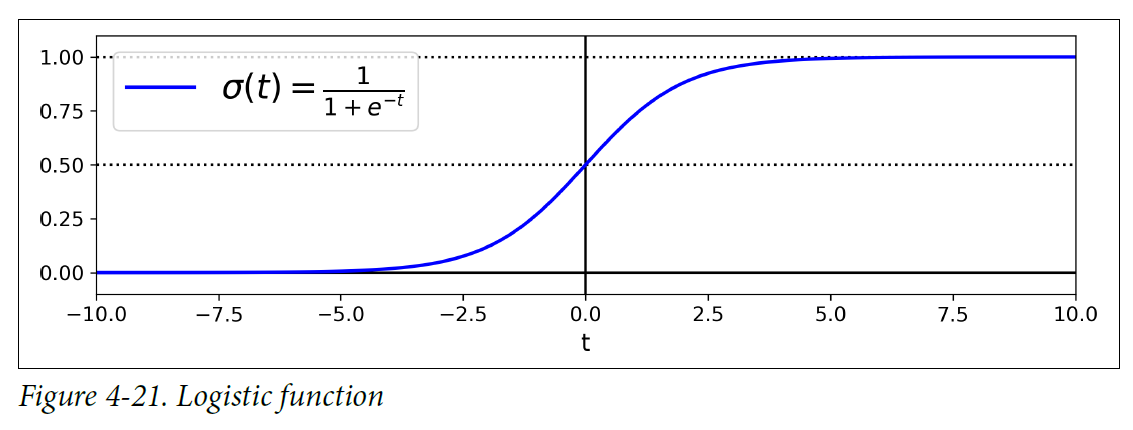 1.00
σ(t) = 1 / (1 + e^{-t})
0.75
0.50
0.25
0.00
−10.0 −7.5 −5.0 −2.5 0.0 2.5 5.0 7.5 10.0
t
Figure 4-21. Logistic function